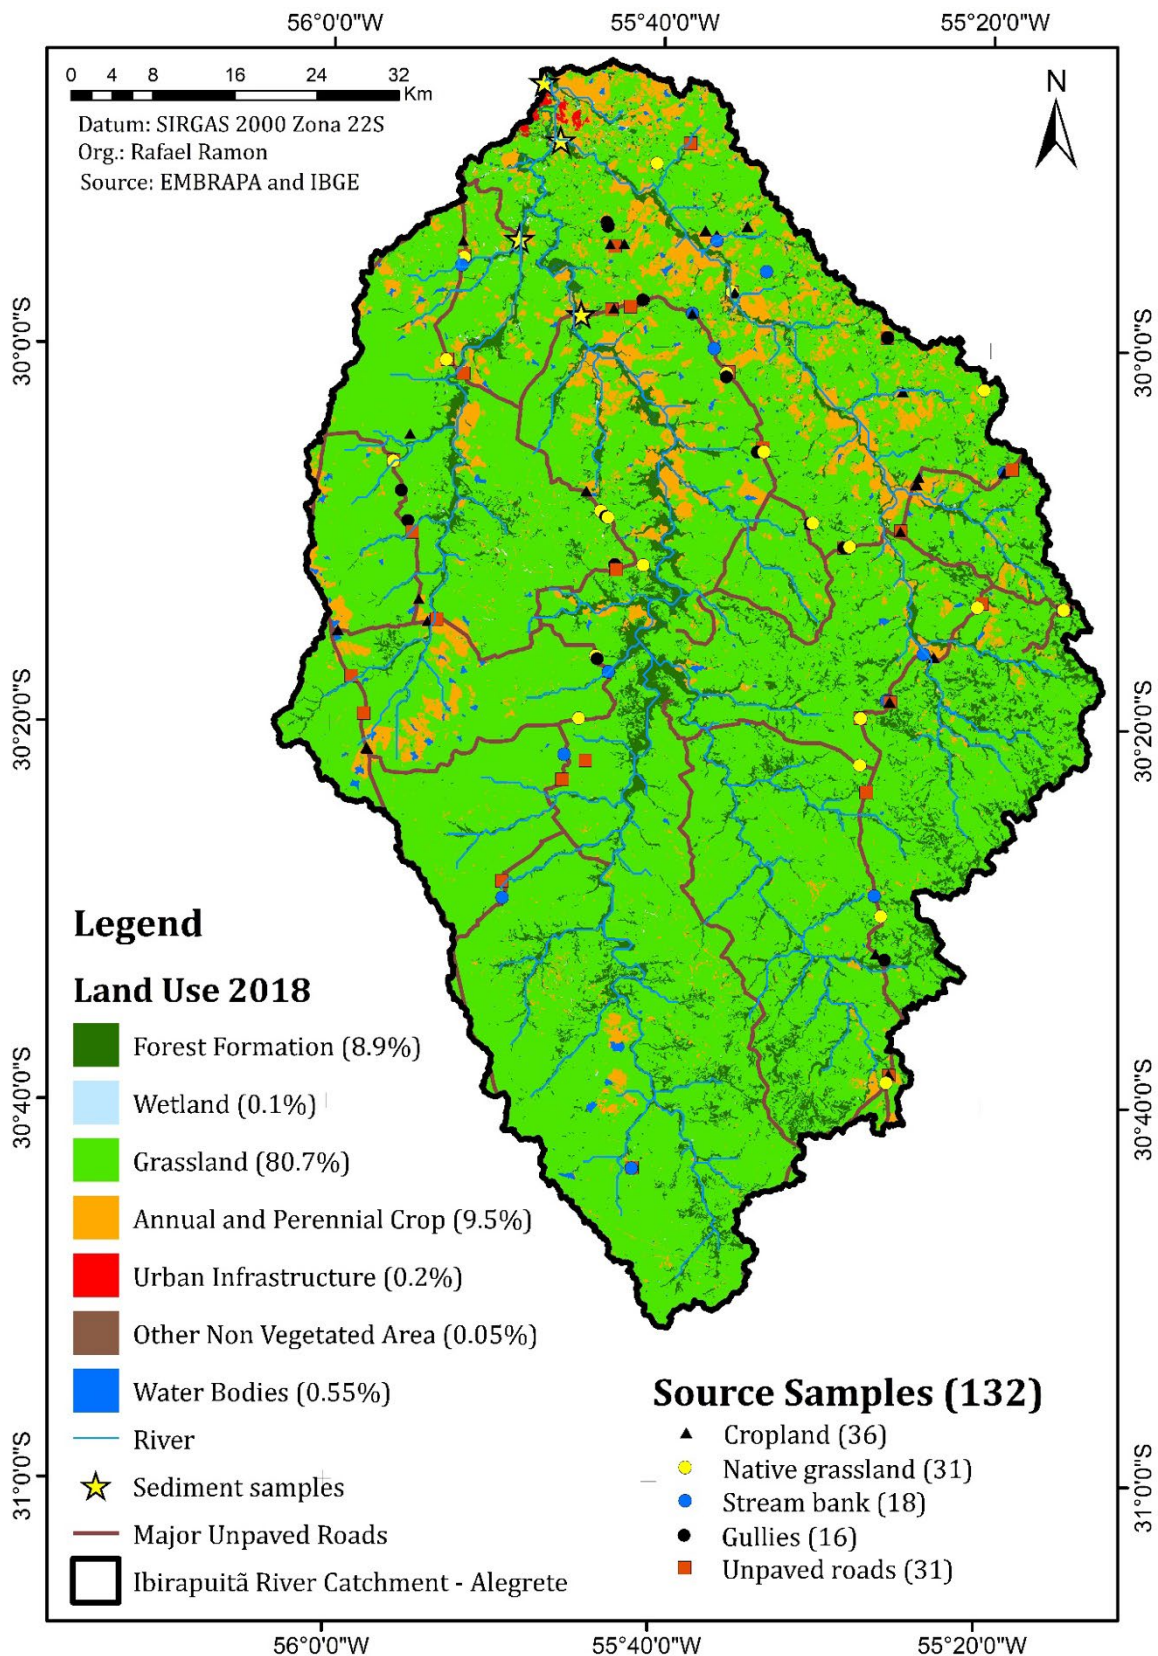 56°0'0"W 55°40'0"W 55°20'0"W
0 4 8 16 24 32
Km
N
Datum: SIRGAS 2000 Zona 22S
Org.: Rafael Ramon
Source: EMBRAPA and IBGE
30°0'0"S 30°0'0"S
30°20'0"S 30°20'0"S
30°40'0"S 30°40'0"S
31°0'0"S 31°0'0"S
Legend
Land Use 2018
Forest Formation (8.9%)
Wetland (0.1%)
Grassland (80.7%)
Annual and Perennial Crop (9.5%)
Urban Infrastructure (0.2%)
Other Non Vegetated Area (0.05%)
Water Bodies (0.55%)
River
Sediment samples
Major Unpaved Roads
Ibirapuitã River Catchment - Alegrete
Source Samples (132)
Cropland (36)
Native grassland (31)
Stream bank (18)
Gullies (16)
Unpaved roads (31)
56°0'0"W 55°40'0"W 55°20'0"W